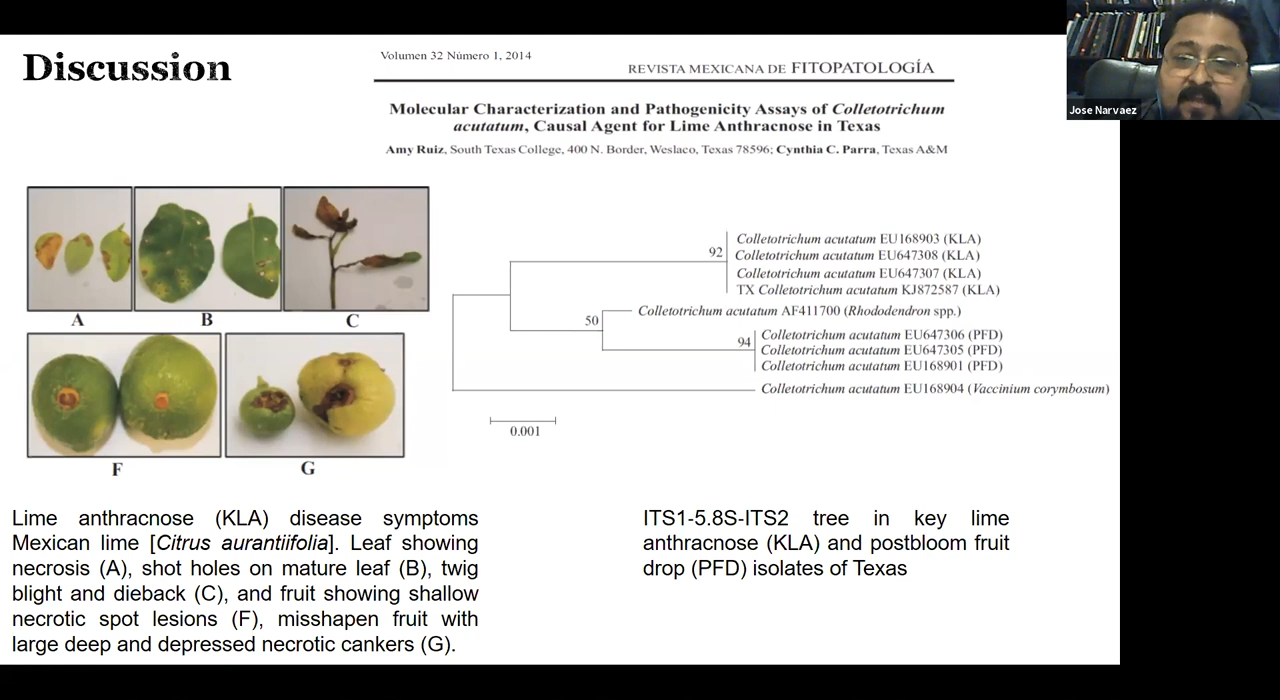 Discussion
Volumen 32 Número 1, 2014
REVISTA MEXICANA DE FITOPATOLOGÍA
Molecular Characterization and Pathogenicity Assays of Colletotrichum
acutatum, Causal Agent for Lime Anthracnose in Texas
Amy Ruiz, South Texas College, 400 N. Border, Weslaco, Texas 78596; Cynthia C. Parra, Texas A&M
Jose Narvaez
A
B
C
F
G
92
Colletotrichum acutatum EU168903 (KLA)
Colletotrichum acutatum EU647308 (KLA)
Colletotrichum acutatum EU647307 (KLA)
TX Colletotrichum acutatum KJ872587 (KLA)
50
Colletotrichum acutatum AF411700 (Rhododendron spp.)
94
Colletotrichum acutatum EU647306 (PFD)
Colletotrichum acutatum EU647305 (PFD)
Colletotrichum acutatum EU168901 (PFD)
Colletotrichum acutatum EU168904 (Vaccinium corymbosum)
0.001
Lime anthracnose (KLA) disease symptoms
Mexican lime [Citrus aurantiifolia]. Leaf showing
necrosis (A), shot holes on mature leaf (B), twig
blight and dieback (C), and fruit showing shallow
necrotic spot lesions (F), misshapen fruit with
large deep and depressed necrotic cankers (G).
ITS1-5.8S-ITS2 tree in key lime
anthracnose (KLA) and postbloom fruit
drop (PFD) isolates of Texas